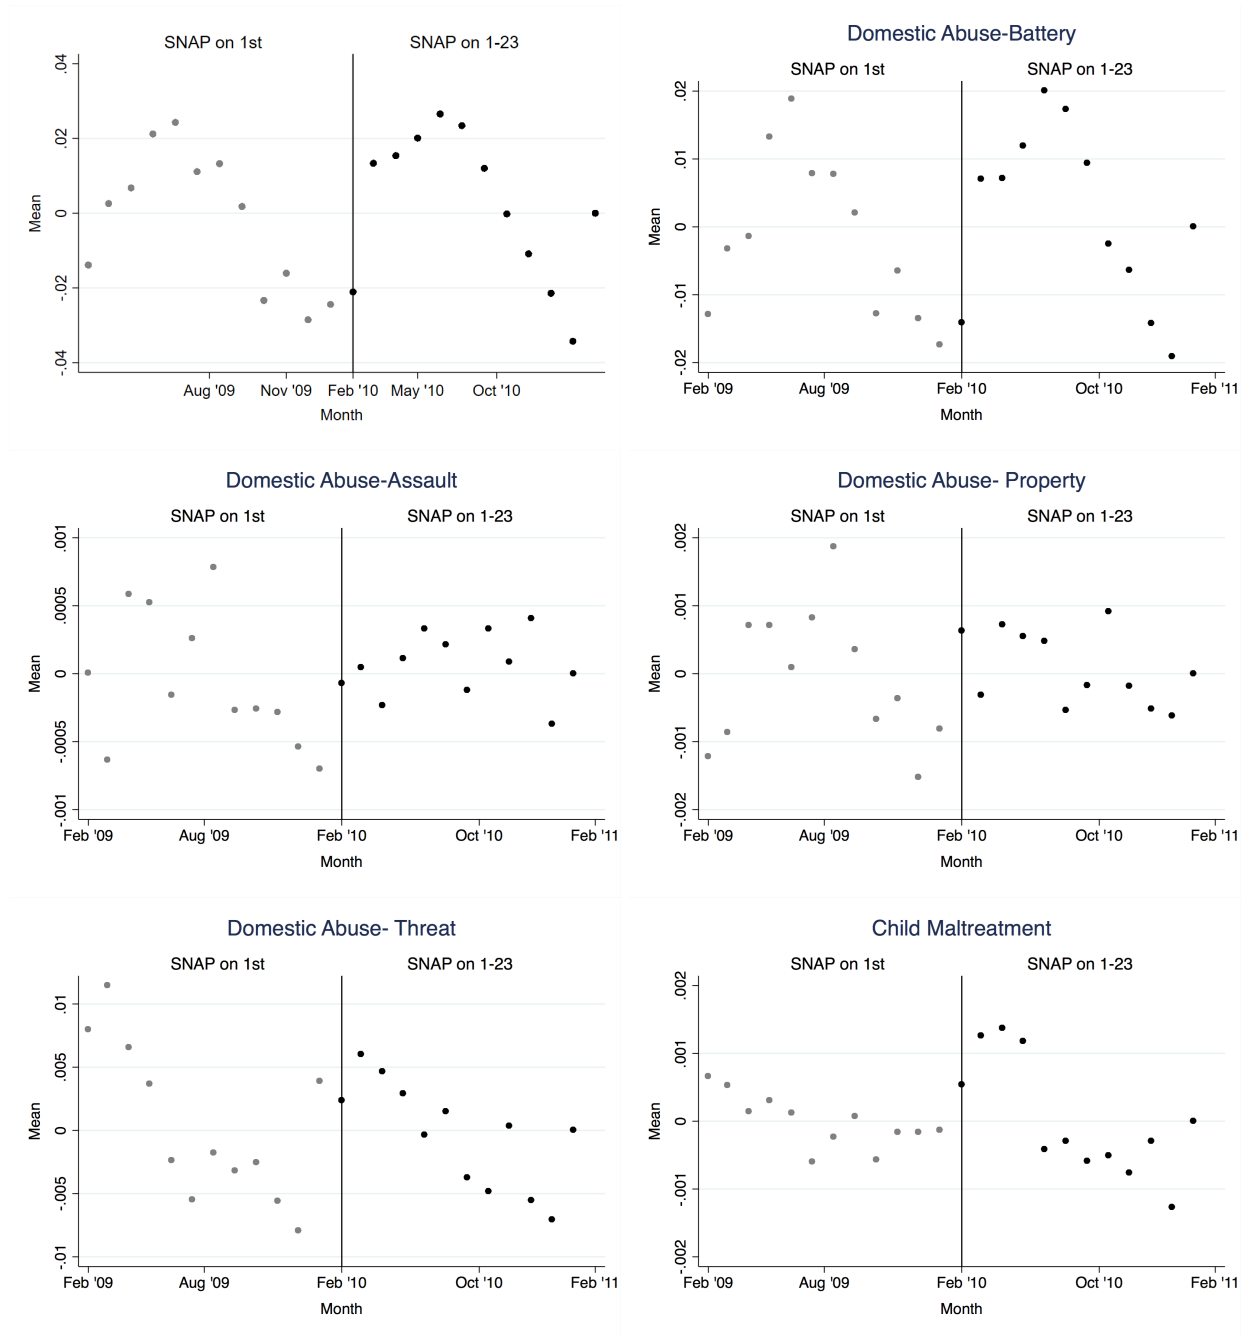 SNAP on 1st SNAP on 1-23
.04
.02
0
-.02
-.04
Mean
Aug '09 Nov '09 Feb '10 May '10 Oct '10
Month
Domestic Abuse-Battery
SNAP on 1st SNAP on 1-23
.02
.01
0
-.01
-.02
Mean
Feb '09 Aug '09 Feb '10 Oct '10 Feb '11
Month
Domestic Abuse-Assault
SNAP on 1st SNAP on 1-23
.001
.0005
0
-.0005
-.001
Mean
Feb '09 Aug '09 Feb '10 Oct '10 Feb '11
Month
Domestic Abuse- Property
SNAP on 1st SNAP on 1-23
.002
.001
0
-.001
-.002
Mean
Feb '09 Aug '09 Feb '10 Oct '10 Feb '11
Month
Domestic Abuse- Threat
SNAP on 1st SNAP on 1-23
.01
.005
0
-.005
-.01
Mean
Feb '09 Aug '09 Feb '10 Oct '10 Feb '11
Month
Child Maltreatment
SNAP on 1st SNAP on 1-23
.002
.001
0
-.001
-.002
Mean
Feb '09 Aug '09 Feb '10 Oct '10 Feb '11
Month